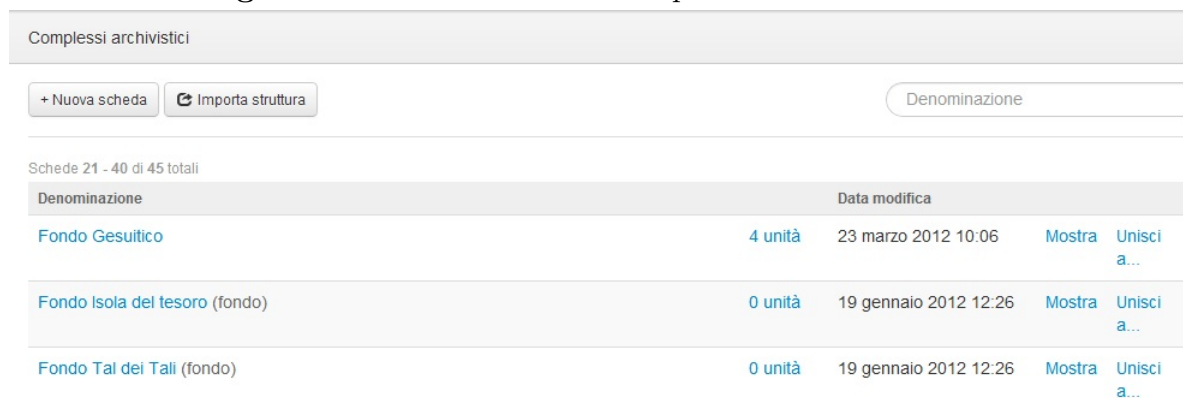 Complessi archivistici
+ Nuova scheda Importa struttura Denominazione
Schede 21 - 40 di 45 totali
Denominazione Data modifica
Fondo Gesuitico 4 unità 23 marzo 2012 10:06 Mostra Unisci
a...
Fondo Isola del tesoro (fondo) 0 unità 19 gennaio 2012 12:26 Mostra Unisci
a...
Fondo Tal dei Tali (fondo) 0 unità 19 gennaio 2012 12:26 Mostra Unisci
a...